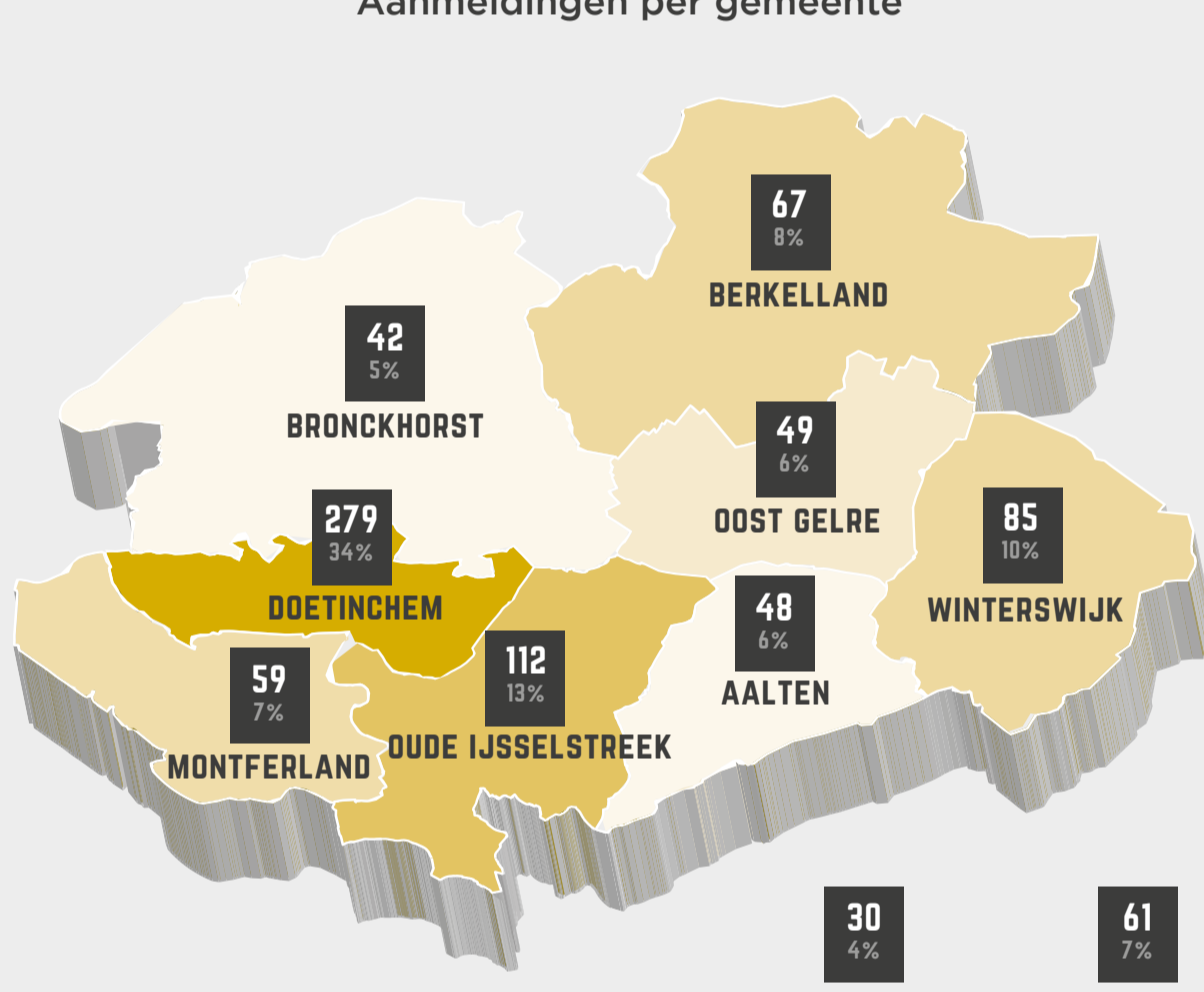 Aanmeldingen per gemeente
67
8%
BERKELLAND
42
5%
BRONCKHORST
49
6%
OOST GELRE
85
10%
WINTERSWIJK
279
34%
DOETINCHEM
48
6%
AALTEN
112
13%
OUDE IJSSELSTREEK
59
7%
MONTFERLAND
30
4%
61
7%